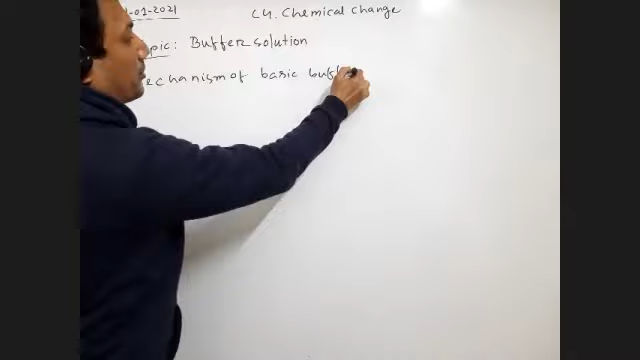 -01-2021 C4. Chemical change
pic: Buffer solution
echanism of basic buff